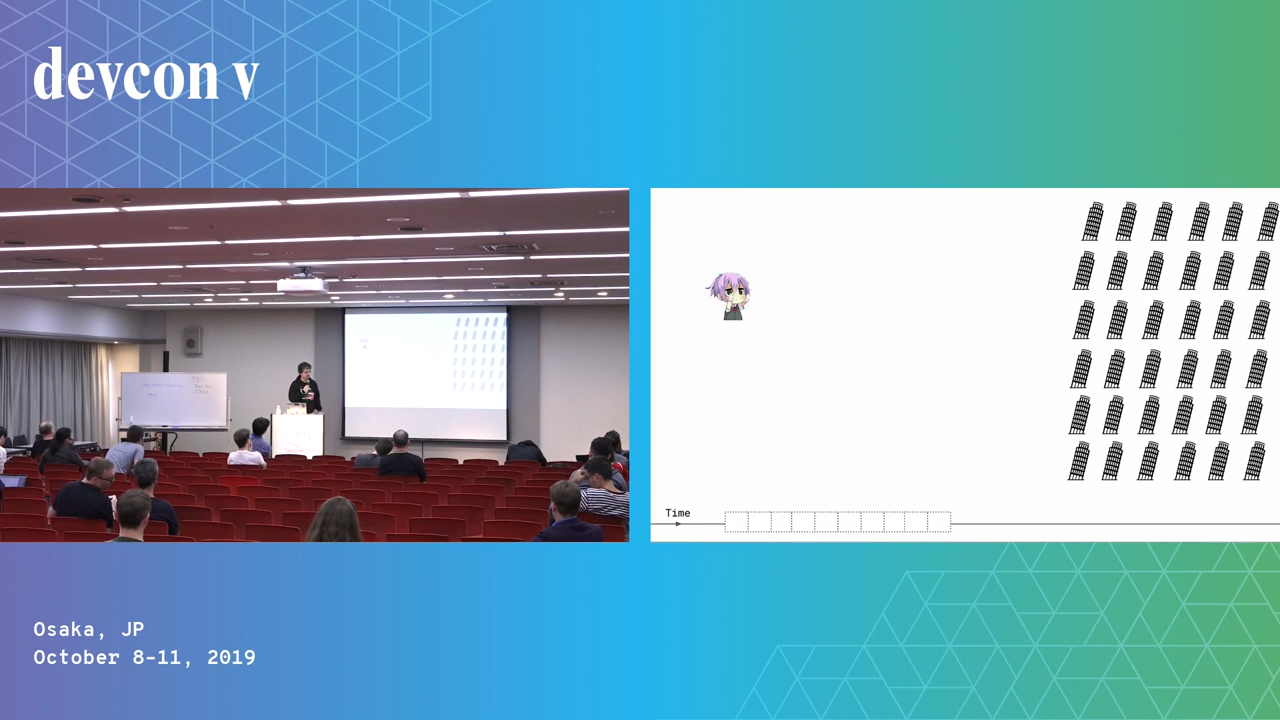 devcon v
Time
Osaka, JP
October 8-11, 2019